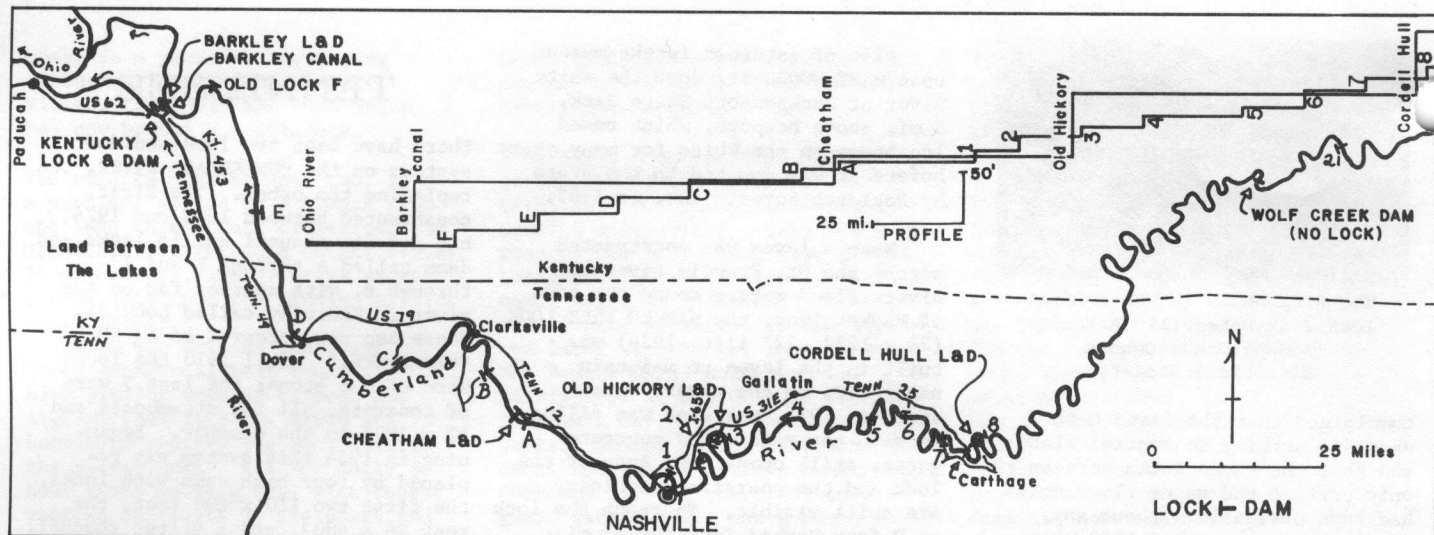 Ohio River
Paducah
US 62
BARKLEY L&D
BARKLEY CANAL
OLD LOCK F
KENTUCKY
LOCK & DAM
KY 453
Tennessee
River
E
Land Between
The Lakes
KY
TENN
TENN 49
D
Dover
US 79
Cumberland
River
C
Clarksville
B
TENN 12
CHEATHAM L&D
A
Kentucky
Tennessee
Ohio River
Barkley canal
F
E
D
C
B
Cheatham
A
1
2
Old Hickory
3
4
5
6
7
Cordell Hull
8
50'
25 mi.
PROFILE
OLD HICKORY L&D
1
2
I-65
3
US 31E
Gallatin
4
5
TENN 25
7
8
CORDELL HULL L&D
Carthage
NASHVILLE
21
WOLF CREEK DAM
(NO LOCK)
N
0
25 Miles
LOCK
DAM